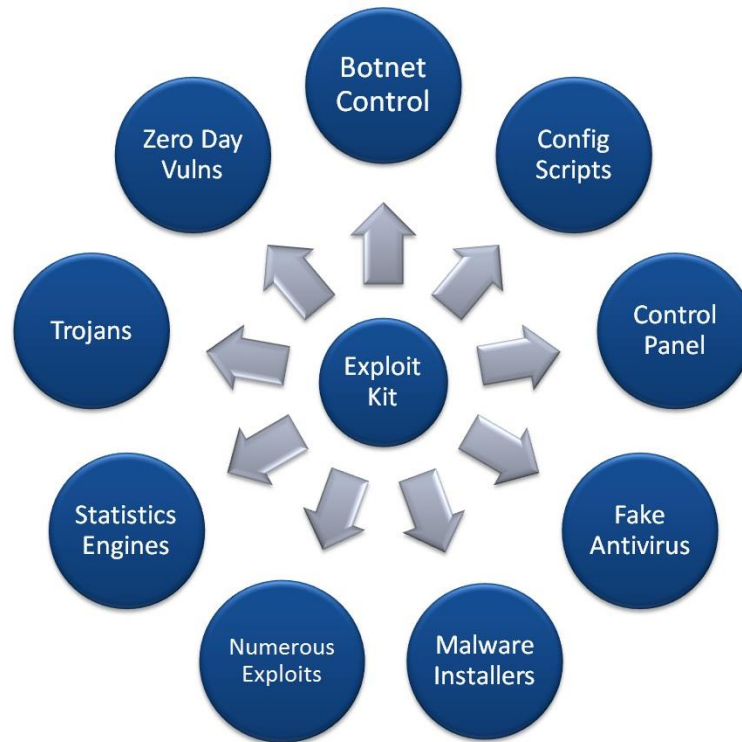 Botnet
Control
Config
Scripts
Control
Panel
Fake
Antivirus
Malware
Installers
Numerous
Exploits
Statistics
Engines
Trojans
Zero Day
Vulns
Exploit
Kit